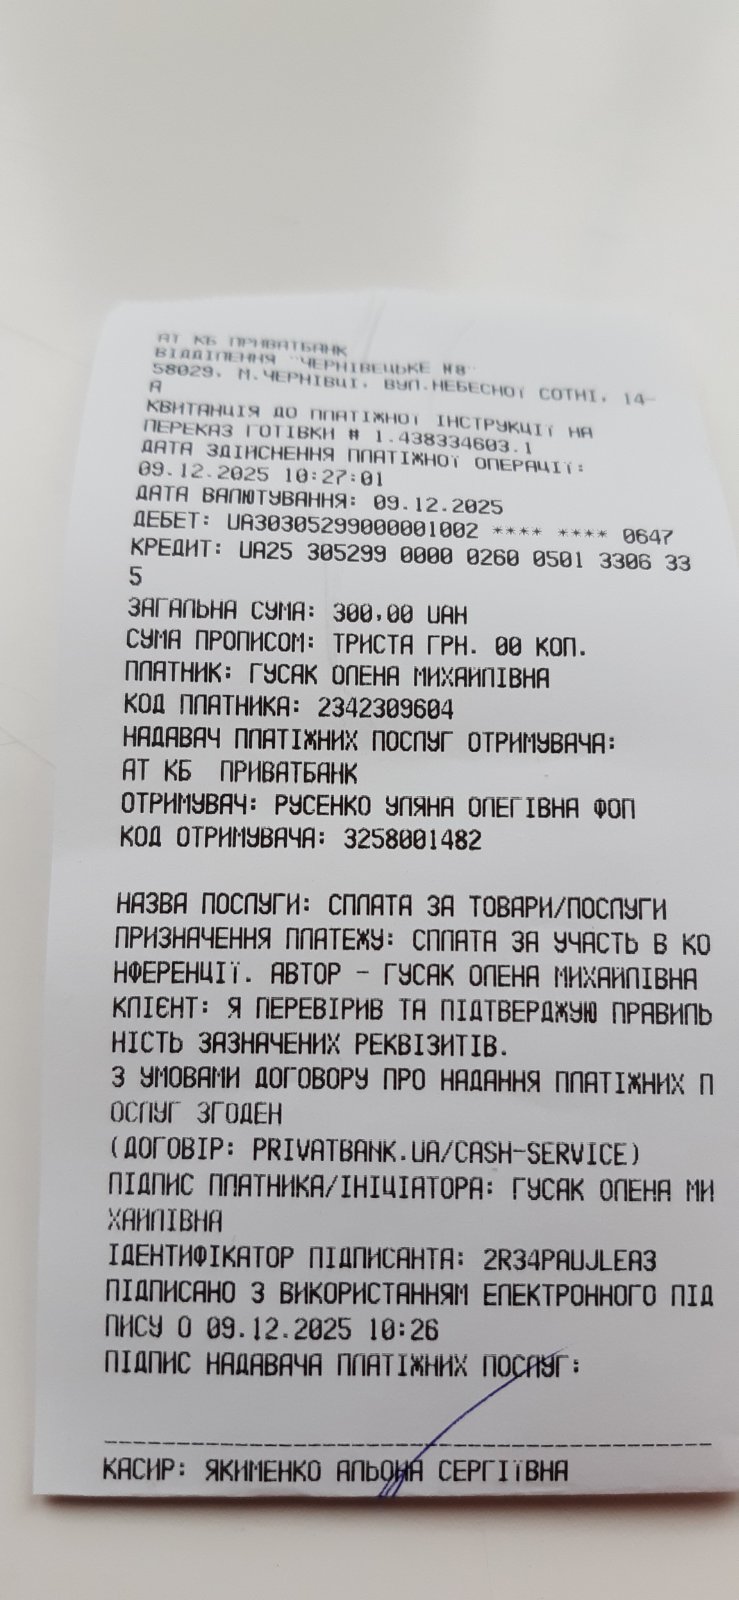 АТ КБ ПРИВАТБАНК
ВІДДІЛЕННЯ "ЧЕРНІВЕЦЬКЕ №8"
58029, М.ЧЕРНІВЦІ, ВУЛ.НЕБЕСНОЇ СОТНІ, 14-
А
КВИТАНЦІЯ ДО ПЛАТІЖНОЇ ІНСТРУКЦІЇ НА
ПЕРЕКАЗ ГОТІВКИ # 1.438334603.1
ДАТА ЗДІЙСНЕННЯ ПЛАТІЖНОЇ ОПЕРАЦІЇ:
09.12.2025 10:27:01
ДАТА ВАЛЮТУВАННЯ: 09.12.2025
ДЕБЕТ: UA30305299000001002 **** **** 0647
КРЕДИТ: UA25 305299 0000 0260 0501 3306 33
5
ЗАГАЛЬНА СУМА: 300.00 UAH
СУМА ПРОПИСОМ: ТРИСТА ГРН. 00 КОП.
ПЛАТНИК: ГУСАК ОЛЕНА МИХАЙЛІВНА
КОД ПЛАТНИКА: 2342309604
НАДАВАЧ ПЛАТІЖНИХ ПОСЛУГ ОТРИМУВАЧА:
АТ КБ ПРИВАТБАНК
ОТРИМУВАЧ: РУСЕНКО УЛЯНА ОЛЕГІВНА ФОП
КОД ОТРИМУВАЧА: 3258001482
НАЗВА ПОСЛУГИ: СПЛАТА ЗА ТОВАРИ/ПОСЛУГИ
ПРИЗНАЧЕННЯ ПЛАТЕЖУ: СПЛАТА ЗА УЧАСТЬ В КО
НФЕРЕНЦІЇ. АВТОР - ГУСАК ОЛЕНА МИХАЙЛІВНА
КЛІЄНТ: Я ПЕРЕВІРИВ ТА ПІДТВЕРДЖУЮ ПРАВИЛЬ
НІСТЬ ЗАЗНАЧЕНИХ РЕКВІЗИТІВ.
З УМОВАМИ ДОГОВОРУ ПРО НАДАННЯ ПЛАТІЖНИХ П
ОСЛУГ ЗГОДЕН
(ДОГОВІР: PRIVATBANK.UA/CASH-SERVICE)
ПІДПИС ПЛАТНИКА/ІНІЦІАТОРА: ГУСАК ОЛЕНА МИ
ХАЙЛІВНА
ІДЕНТИФІКАТОР ПІДПИСАНТА: 2R34PAUJLEA3
ПІДПИСАНО З ВИКОРИСТАННЯМ ЕЛЕКТРОННОГО ПІД
ПИСУ О 09.12.2025 10:26
ПІДПИС НАДАВАЧА ПЛАТІЖНИХ ПОСЛУГ:
КАСИР: ЯКИМЕНКО АЛЬОНА СЕРГІЇВНА